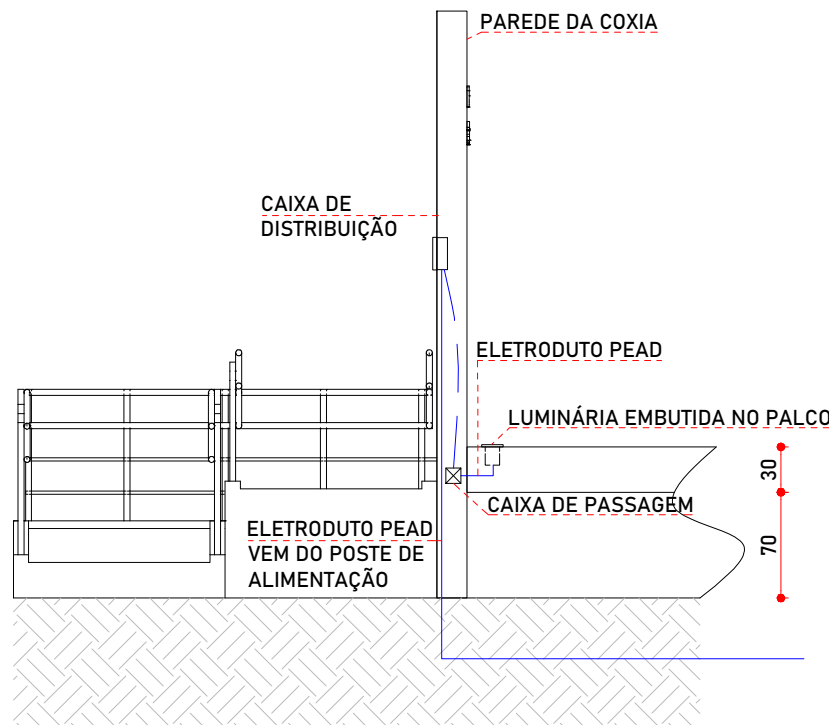 PAREDE DA COXIA
CAIXA DE
DISTRIBUIÇÃO
ELETRODUTO PEAD
LUMINÁRIA EMBUTIDA NO PALCO
30
CAIXA DE PASSAGEM
ELETRODUTO PEAD
VEM DO POSTE DE
ALIMENTAÇÃO
70